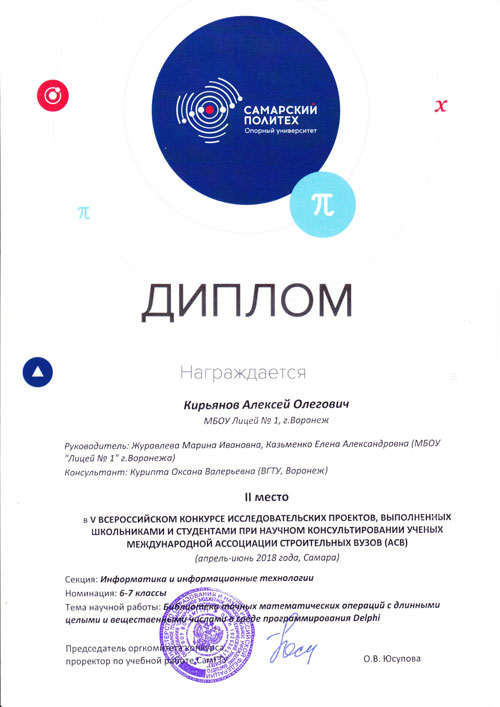 САМАРСКИЙ
ПОЛИТЕХ
Опорный университет
x
π
π
ДИПЛОМ
Награждается
Кирьянов Алексей Олегович
МБОУ Лицей № 1, г.Воронеж
Руководитель: Журавлева Марина Ивановна, Казьменко Елена Александровна (МБОУ
"Лицей № 1" г.Воронежа)
Консультант: Курипта Оксана Валерьевна (ВГТУ, Воронеж)
II место
в V ВСЕРОССИЙСКОМ КОНКУРСЕ ИССЛЕДОВАТЕЛЬСКИХ ПРОЕКТОВ, ВЫПОЛНЕННЫХ
ШКОЛЬНИКАМИ И СТУДЕНТАМИ ПРИ НАУЧНОМ КОНСУЛЬТИРОВАНИИ УЧЕНЫХ
МЕЖДУНАРОДНОЙ АССОЦИАЦИИ СТРОИТЕЛЬНЫХ ВУЗОВ (АСВ)
(апрель-июнь 2018 года, Самара)
Секция: Информатика и информационные технологии
Номинация: 6-7 классы
Тема научной работы: Библиотека точных математических операций с длинными
целыми и вещественными числами в среде программирования Delphi
Председатель оргкомитета конкурса,
проректор по учебной работе СамГТУ
О.В. Юсупова